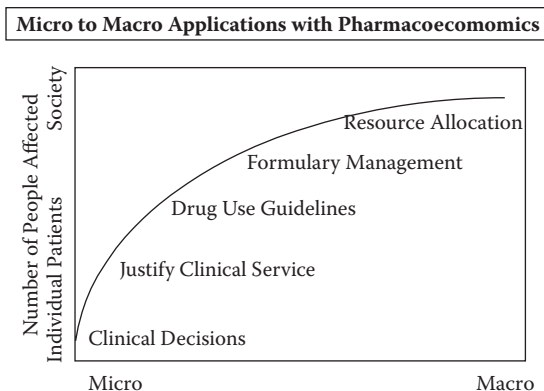 Micro to Macro Applications with Pharmacoecomomics
Number of People Affected
Individual Patients Society
Resource Allocation
Formulary Management
Drug Use Guidelines
Justify Clinical Service
Clinical Decisions
Micro Macro